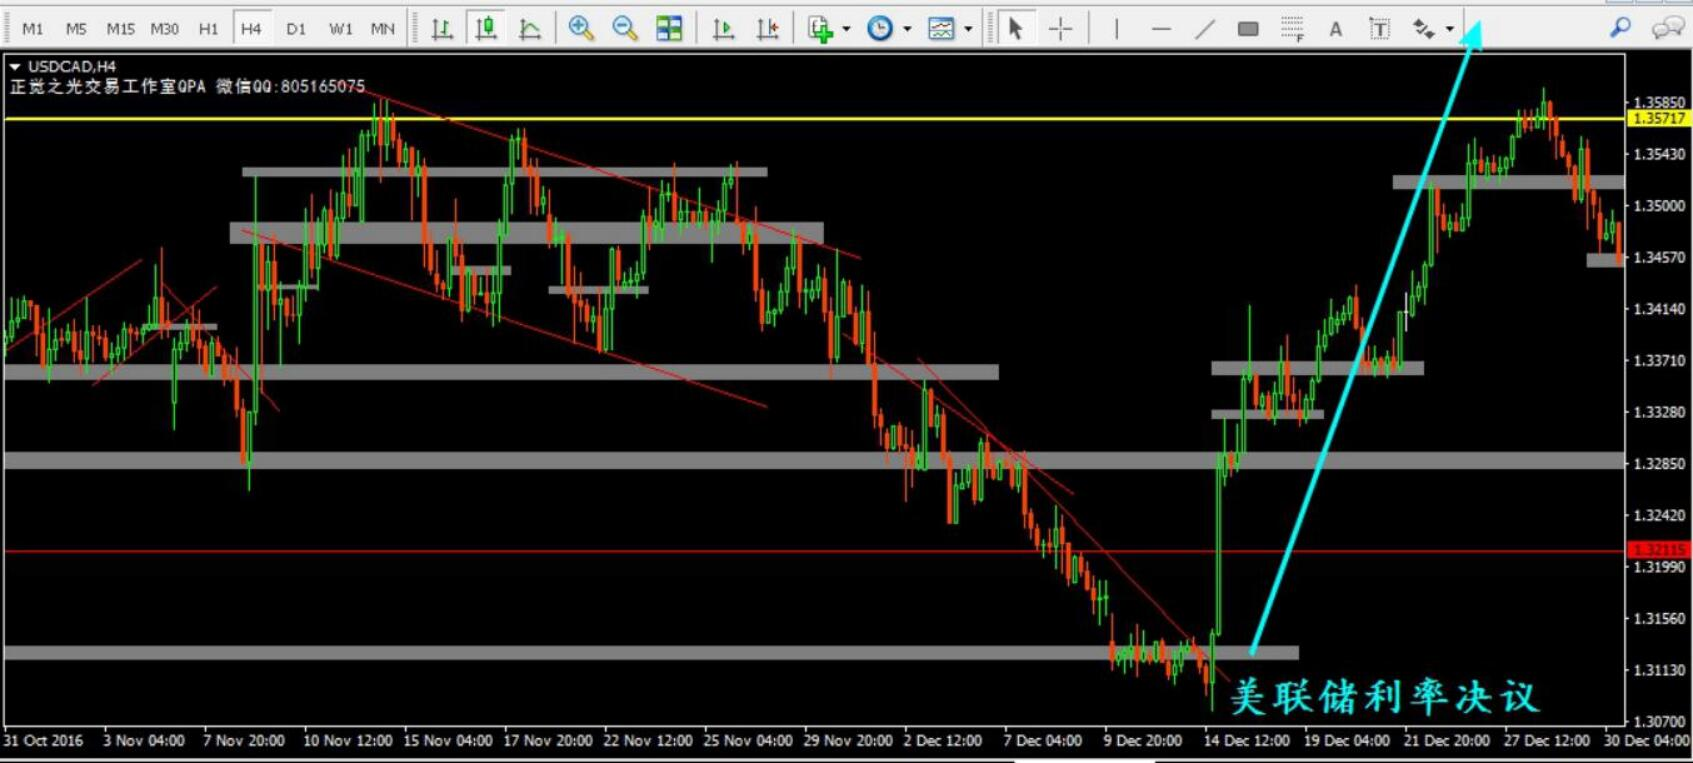 M1 M5 M15 M30 H1 H4 D1 W1 MN
F A T
USDCAD,H4
正觉之光交易工作室QPA 微信QQ:805165075
1.35850
1.35717
1.35430
1.35000
1.34570
1.34140
1.33710
1.33280
1.32850
1.32420
1.32115
1.31990
1.31560
1.31130
美联储利率决议
1.30700
31 Oct 2016 3 Nov 04:00 7 Nov 20:00 10 Nov 12:00 15 Nov 04:00 17 Nov 20:00 22 Nov 12:00 25 Nov 04:00 29 Nov 20:00 2 Dec 12:00 7 Dec 04:00 9 Dec 20:00 14 Dec 12:00 19 Dec 04:00 21 Dec 20:00 27 Dec 12:00 30 Dec 04:00